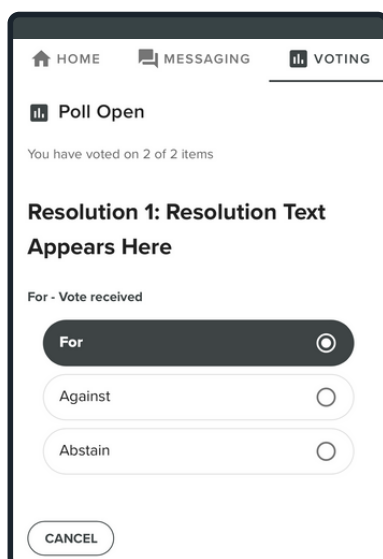 HOME MESSAGING VOTING
Poll Open
You have voted on 2 of 2 items
Resolution 1: Resolution Text
Appears Here
For - Vote received
For
Against
Abstain
CANCEL